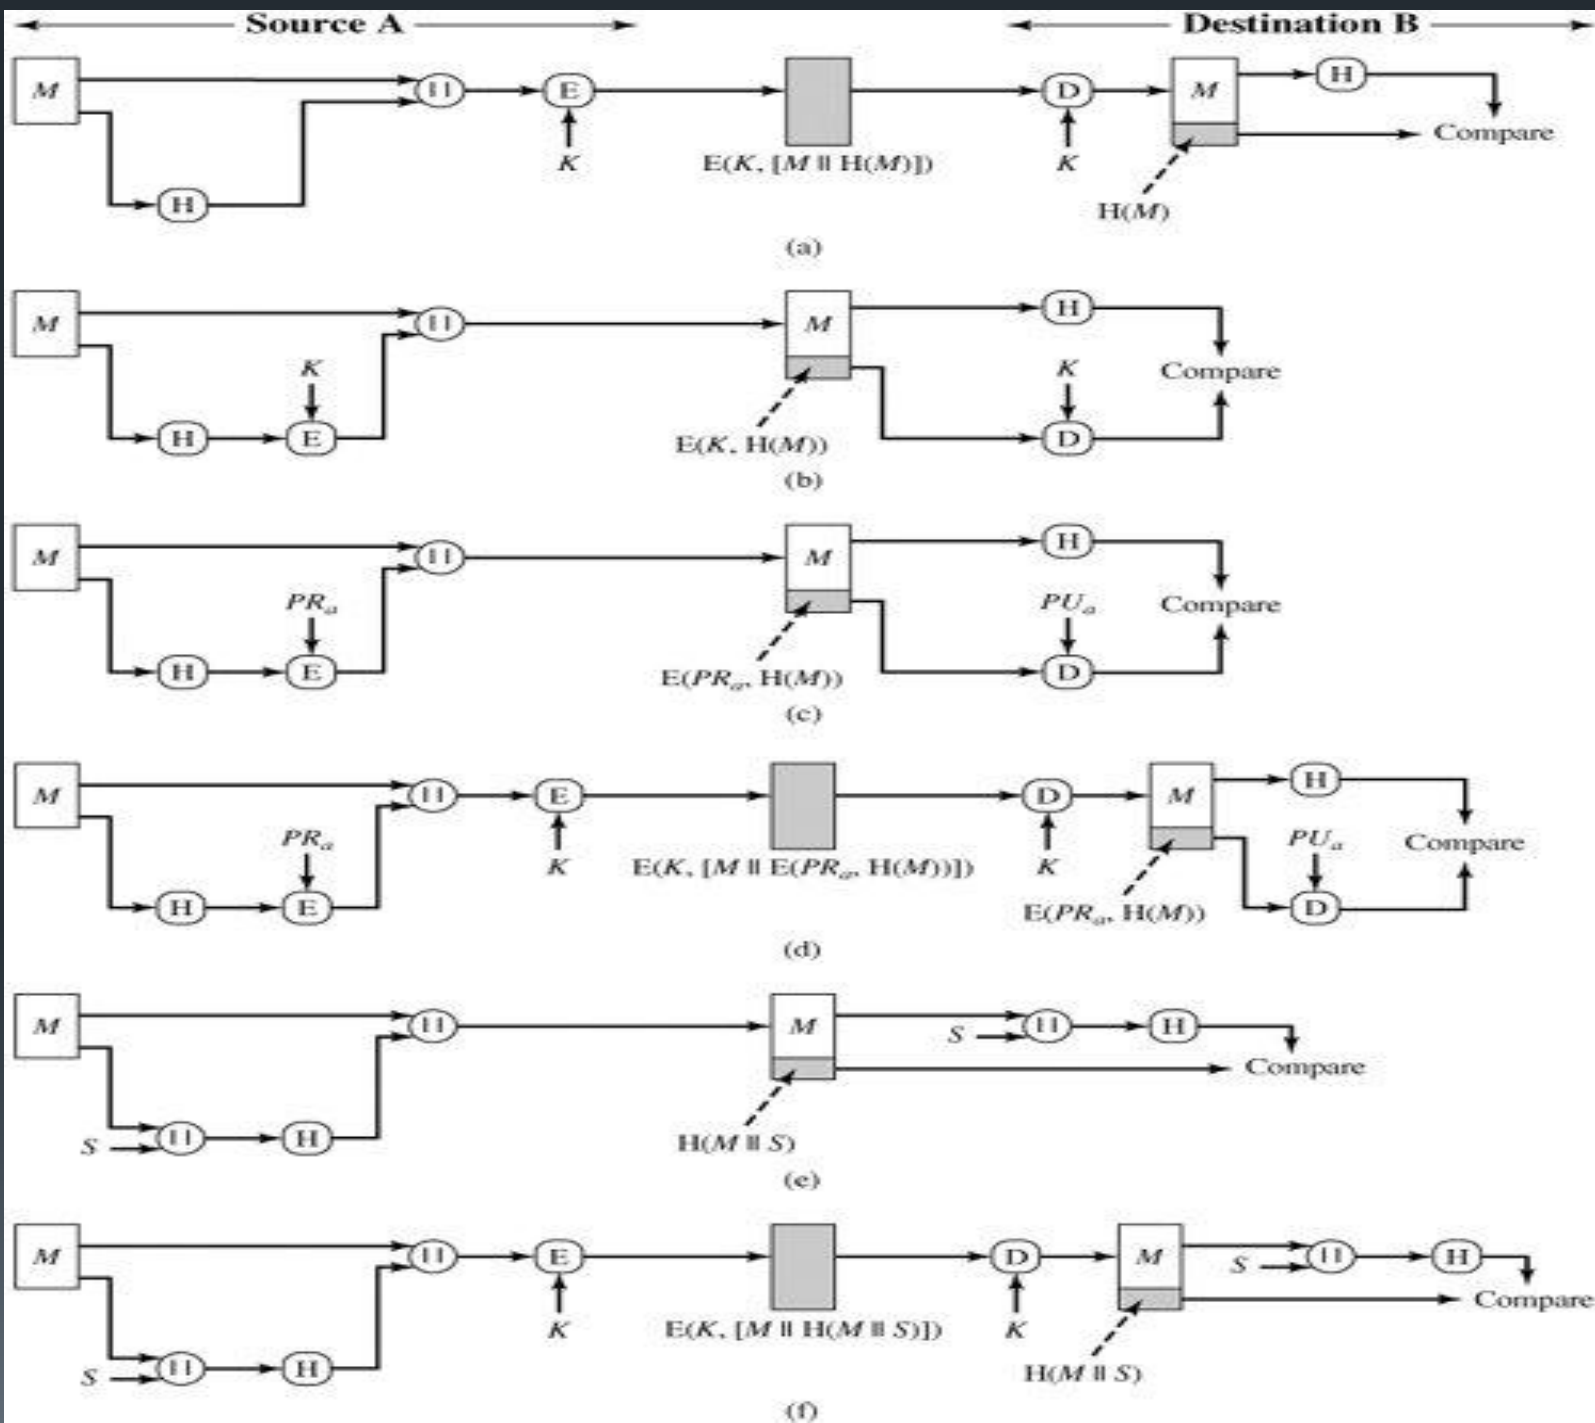 Source A Destination B
M || E D M H
K E(K, [M || H(M)]) K Compare
H H(M)
(a)
M || M H
K K Compare
H E D
E(K, H(M))
(b)
M || M H
PRa PUa Compare
H E D
E(PRa, H(M))
(c)
M || E D M H
PRa PUa Compare
K E(K, [M || E(PRa, H(M))]) K
H E E(PRa, H(M)) D
(d)
M || M S || H
Compare
S || H H(M || S)
(e)
M || E D M S || H
K E(K, [M || H(M || S)]) K Compare
S || H H(M || S)
(f)